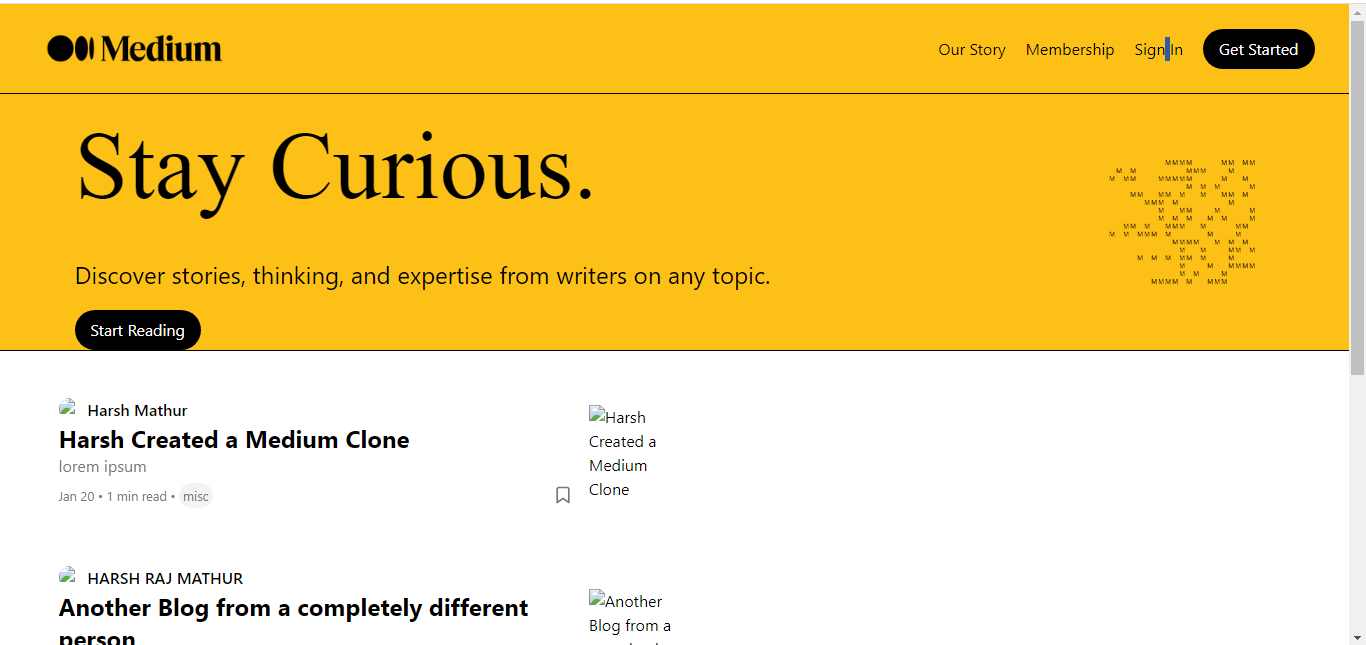 Medium
Our Story Membership Sign In Get Started
Stay Curious.
Discover stories, thinking, and expertise from writers on any topic.
Start Reading
Harsh Mathur
Harsh Created a Medium Clone
lorem ipsum
Jan 20 • 1 min read • misc
Harsh
Created a
Medium
Clone
HARSH RAJ MATHUR
Another Blog from a completely different
person
Another
Blog from a